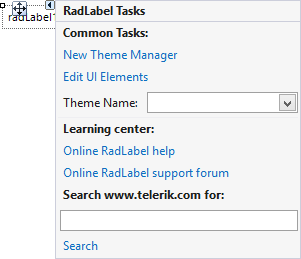 radLabel1
RadLabel Tasks
Common Tasks:
New Theme Manager
Edit UI Elements
Theme Name:
Learning center:
Online RadLabel help
Online RadLabel support forum
Search www.telerik.com for:
Search